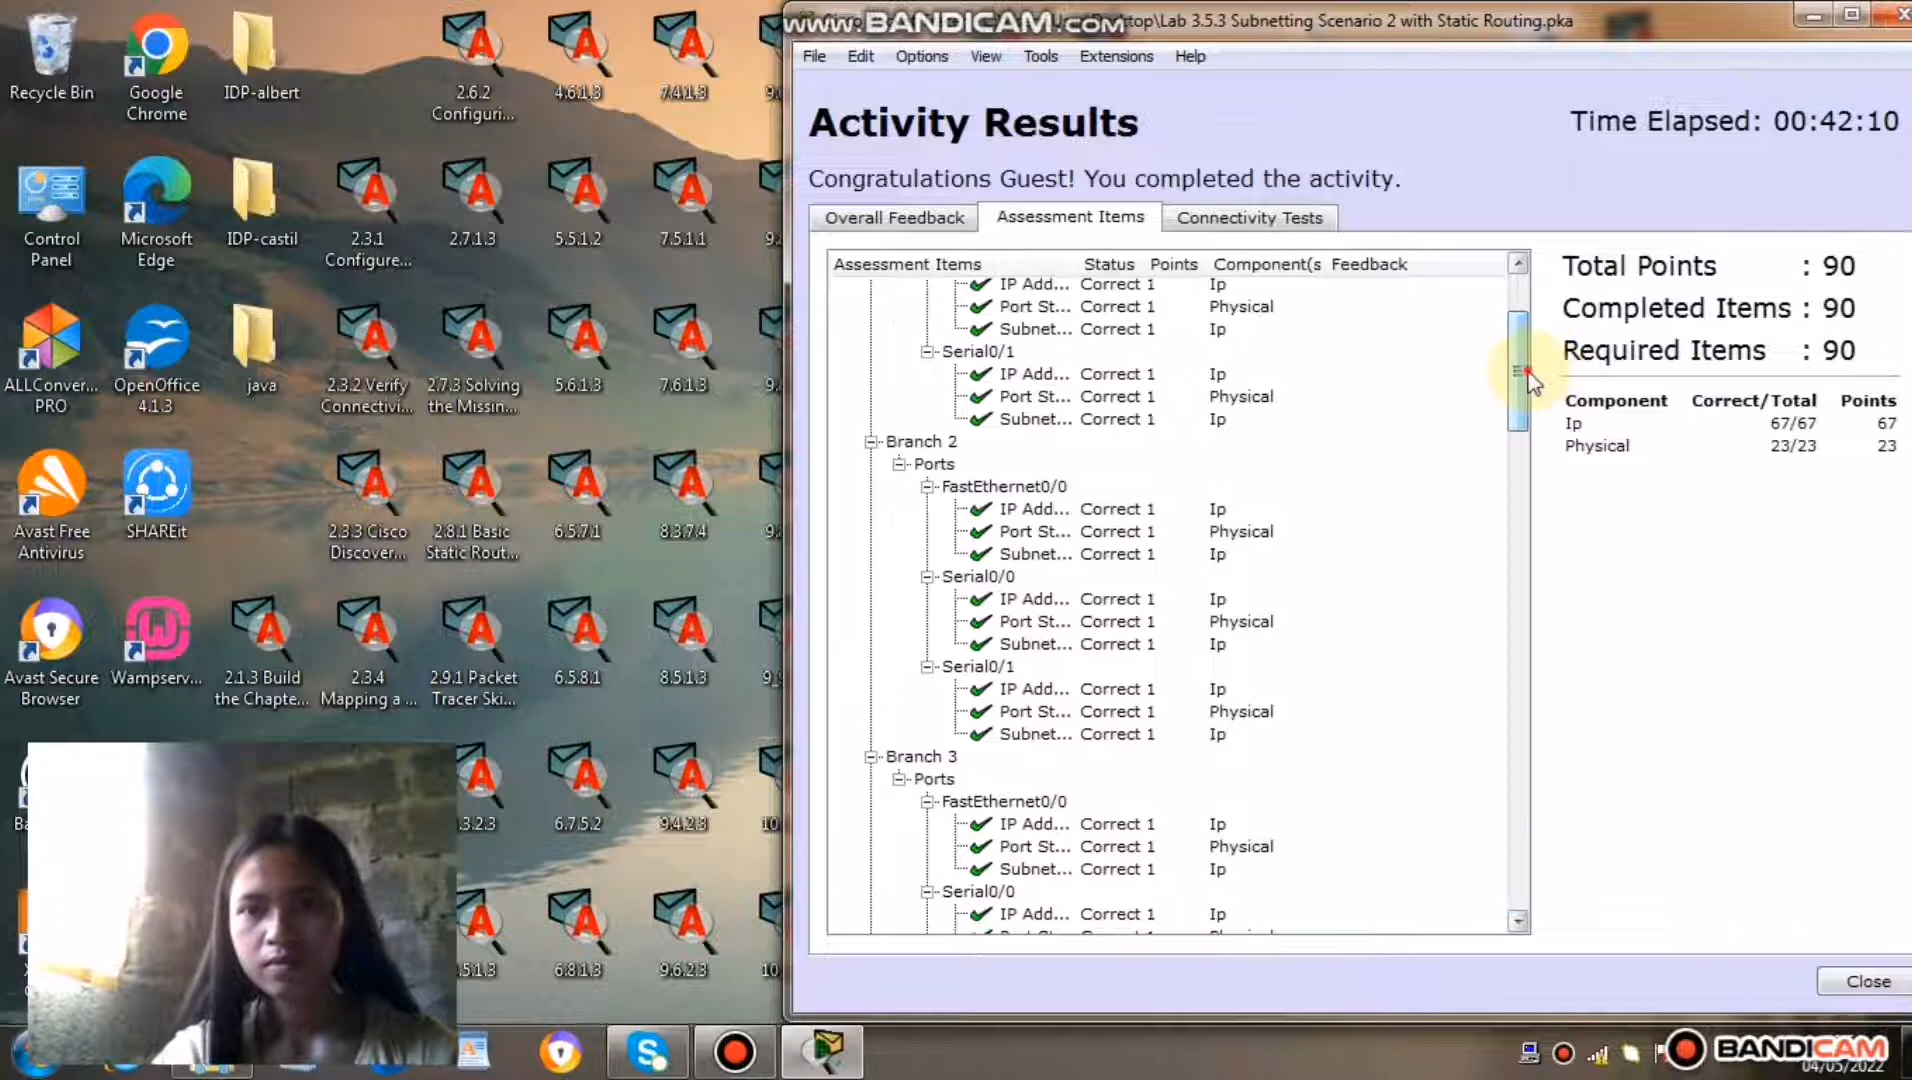 www.BANDICAM.com
Desktop\Lab 3.5.3 Subnetting Scenario 2 with Static Routing.pka
File Edit Options View Tools Extensions Help
Activity Results
Time Elapsed: 00:42:10
Congratulations Guest! You completed the activity.
Overall Feedback Assessment Items Connectivity Tests
Assessment Items Status Points Component(s Feedback
IP Add... Correct 1 Ip
Port St... Correct 1 Physical
Subnet... Correct 1 Ip
Serial0/1
IP Add... Correct 1 Ip
Port St... Correct 1 Physical
Subnet... Correct 1 Ip
Branch 2
Ports
FastEthernet0/0
IP Add... Correct 1 Ip
Port St... Correct 1 Physical
Subnet... Correct 1 Ip
Serial0/0
IP Add... Correct 1 Ip
Port St... Correct 1 Physical
Subnet... Correct 1 Ip
Serial0/1
IP Add... Correct 1 Ip
Port St... Correct 1 Physical
Subnet... Correct 1 Ip
Branch 3
Ports
FastEthernet0/0
IP Add... Correct 1 Ip
Port St... Correct 1 Physical
Subnet... Correct 1 Ip
Serial0/0
IP Add... Correct 1 Ip
Total Points : 90
Completed Items : 90
Required Items : 90
Component Correct/Total Points
Ip 67/67 67
Physical 23/23 23
Close
Recycle Bin
Google
Chrome
IDP-albert
2.6.2
Configuri...
4.6.1.3
7.4.1.3
Control
Panel
Microsoft
Edge
IDP-castil
2.3.1
Configure...
2.7.1.3
5.5.1.2
7.5.1.1
ALLConver...
PRO
OpenOffice
4.1.3
java
2.3.2 Verify
Connectivi...
2.7.3 Solving
the Missin...
5.6.1.3
7.6.1.3
Avast Free
Antivirus
SHAREit
2.3.3 Cisco
Discover...
2.8.1 Basic
Static Rout...
6.5.7.1
8.3.7.4
Avast Secure
Browser
Wampserv...
2.1.3 Build
the Chapte...
2.3.4
Mapping a ...
2.9.1 Packet
Tracer Ski...
6.5.8.1
8.5.1.3
3.2.3
6.7.5.2
9.4.2.3
10
5.1.3
6.8.1.3
9.6.2.3
10
BANDICAM
04/05/2022